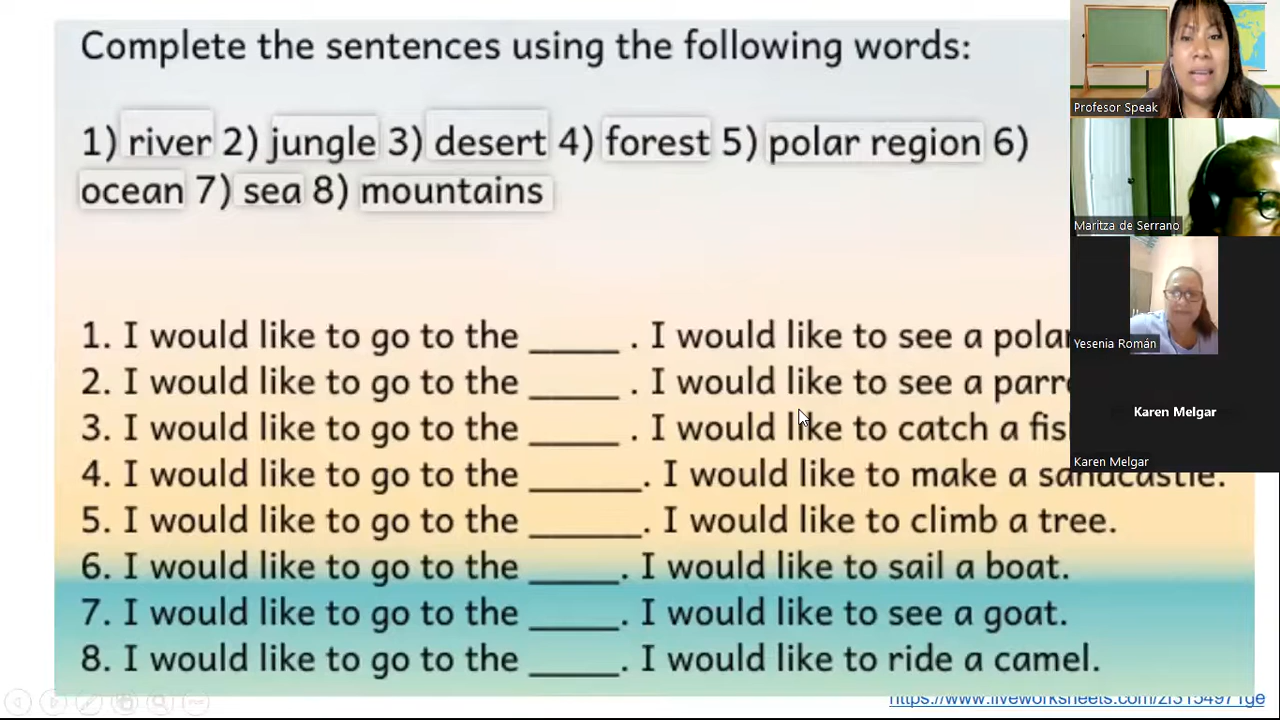 Complete the sentences using the following words:
1) river 2) jungle 3) desert 4) forest 5) polar region 6)
ocean 7) sea 8) mountains
1. I would like to go to the _____ . I would like to see a
2. I would like to go to the _____ . I would like to see a
3. I would like to go to the _____ . I would like to catch a
4. I would like to go to the ______. I would like to make a sandcastle.
5. I would like to go to the ______. I would like to climb a tree.
6. I would like to go to the _____. I would like to sail a boat.
7. I would like to go to the _____. I would like to see a goat.
8. I would like to go to the _____. I would like to ride a camel.
Profesor Speak
Maritza de Serrano
Yesenia Román
Karen Melgar
Karen Melgar